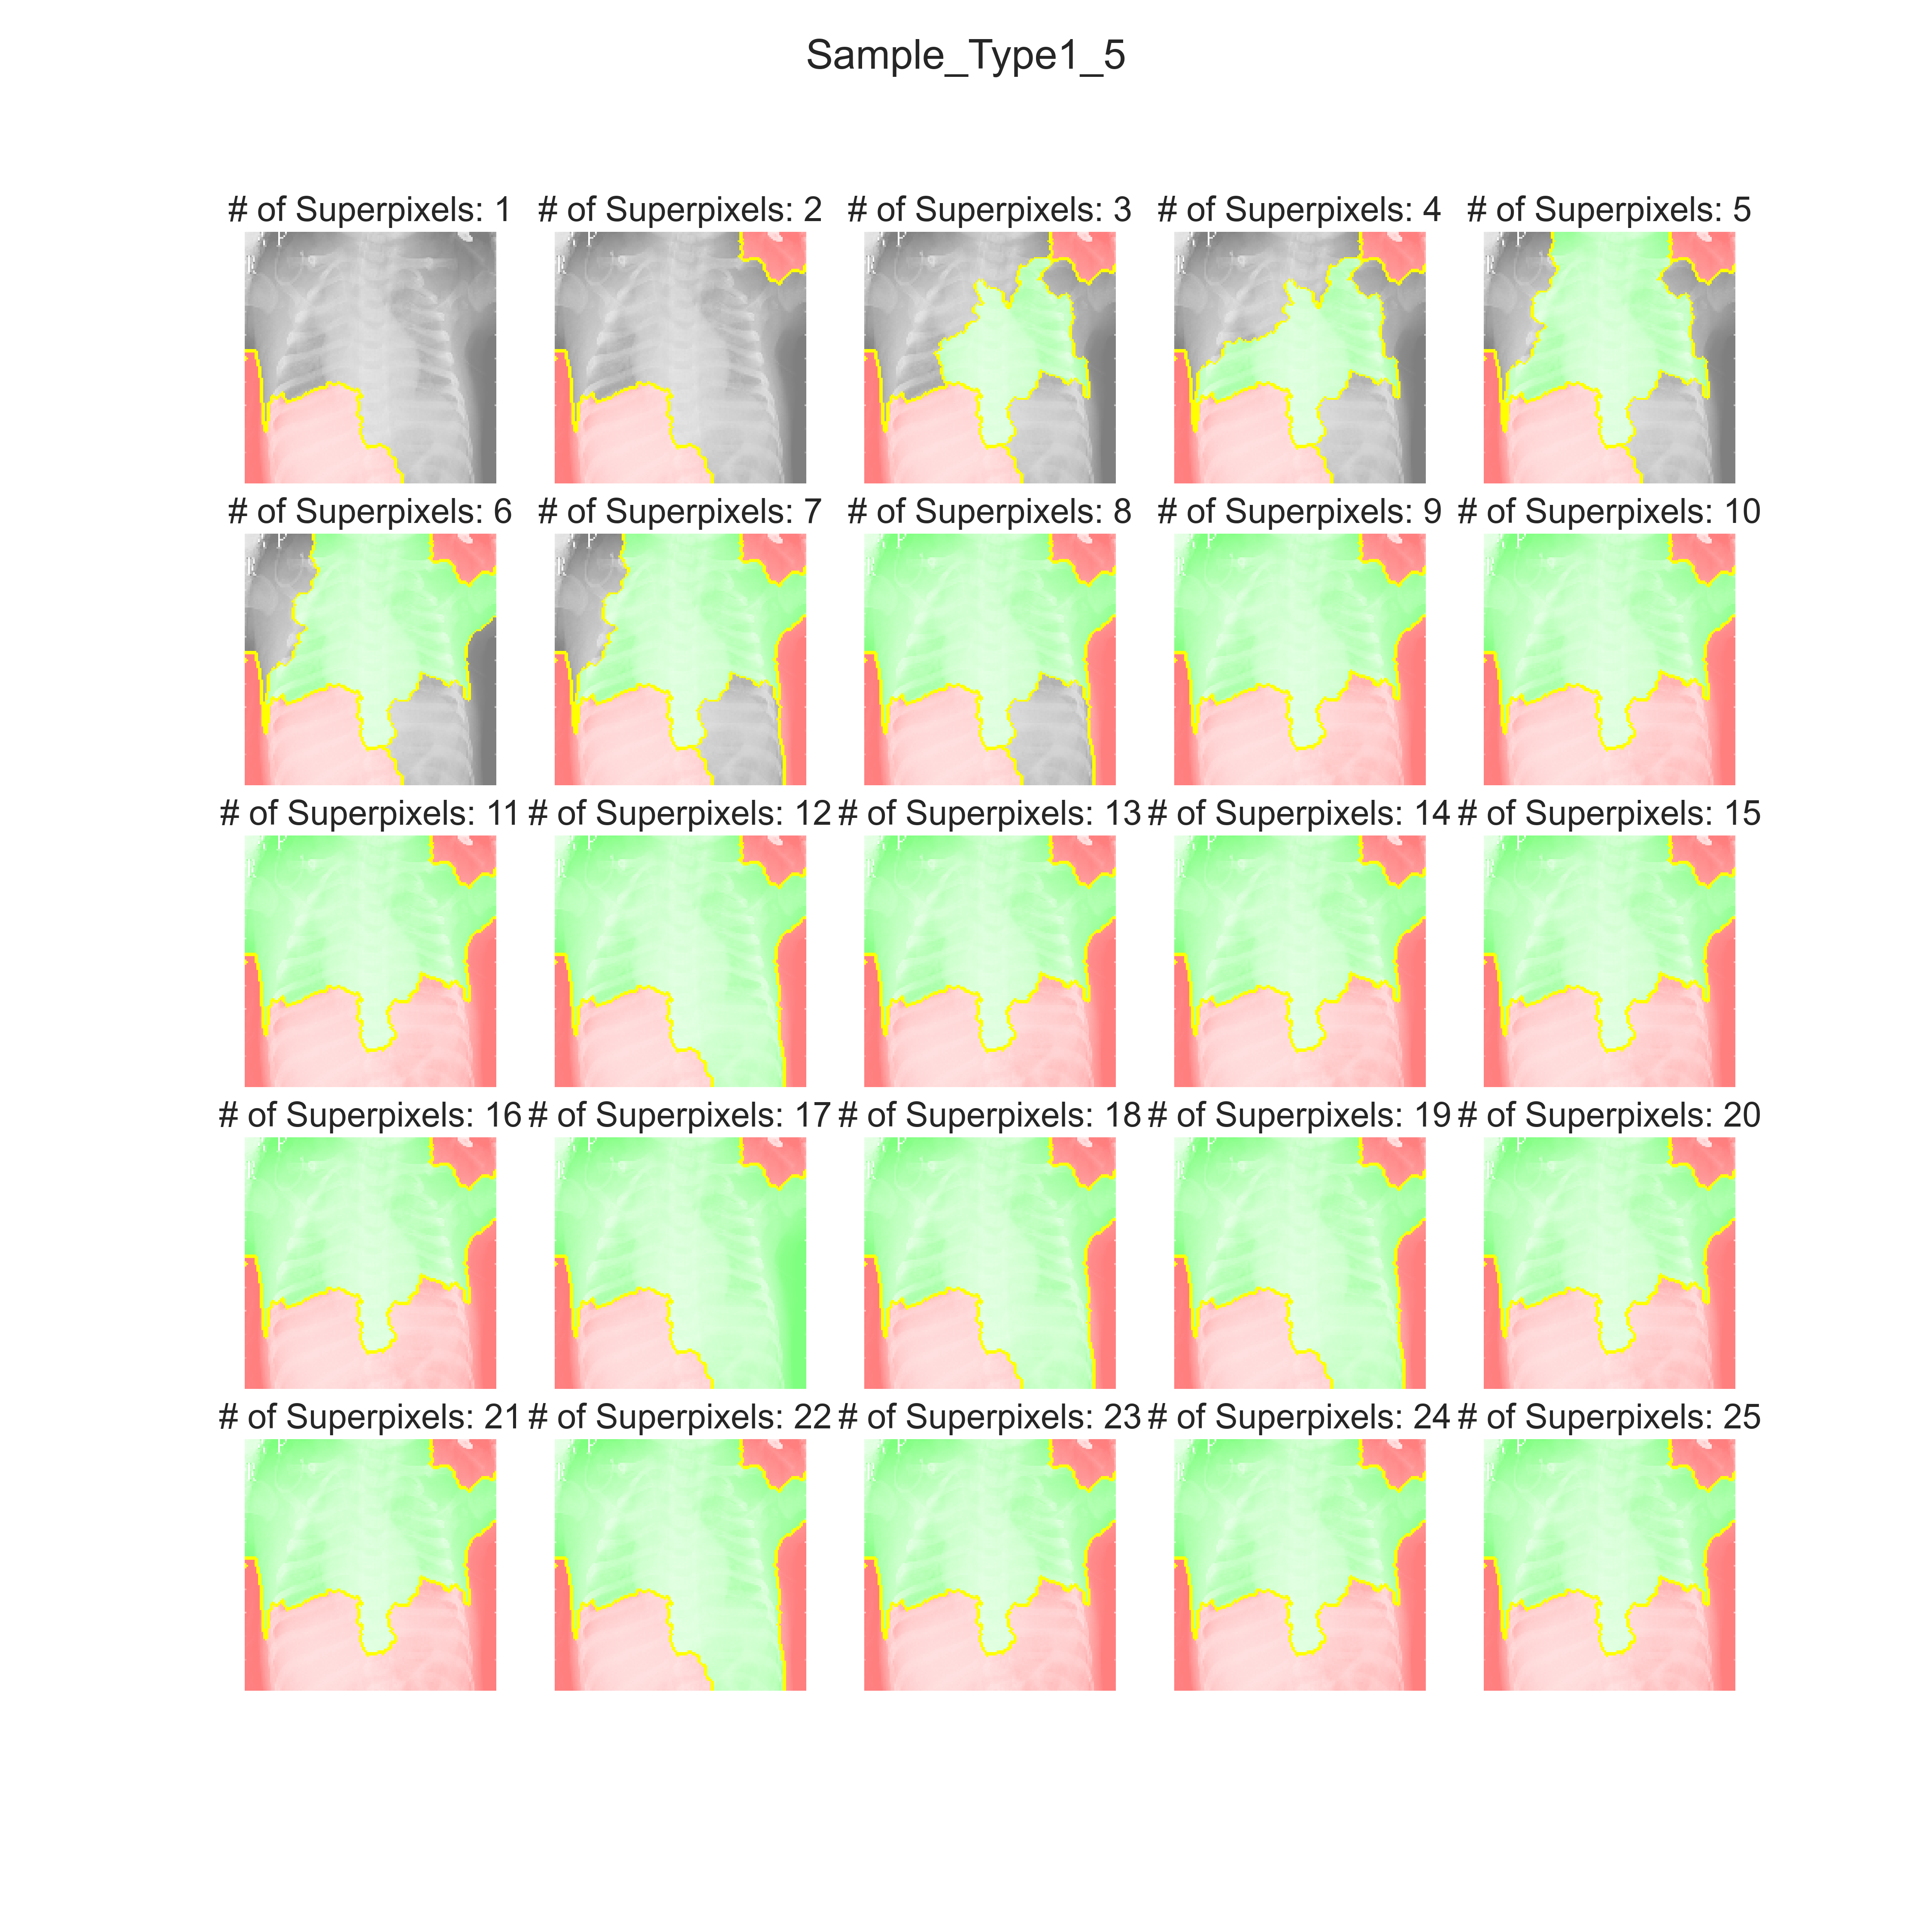 Sample_Type1_5
# of Superpixels: 1
# of Superpixels: 2
# of Superpixels: 3
# of Superpixels: 4
# of Superpixels: 5
# of Superpixels: 6
# of Superpixels: 7
# of Superpixels: 8
# of Superpixels: 9
# of Superpixels: 10
# of Superpixels: 11
# of Superpixels: 12
# of Superpixels: 13
# of Superpixels: 14
# of Superpixels: 15
# of Superpixels: 16
# of Superpixels: 17
# of Superpixels: 18
# of Superpixels: 19
# of Superpixels: 20
# of Superpixels: 21
# of Superpixels: 22
# of Superpixels: 23
# of Superpixels: 24
# of Superpixels: 25